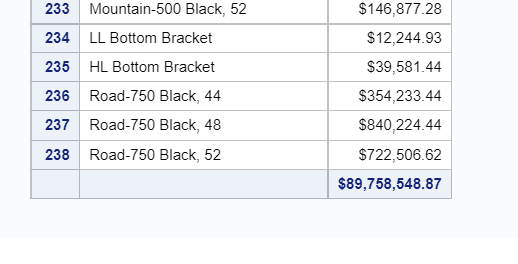 233 Mountain-500 Black, 52 $146,877.28
234 LL Bottom Bracket $12,244.93
235 HL Bottom Bracket $39,581.44
236 Road-750 Black, 44 $354,233.44
237 Road-750 Black, 48 $840,224.44
238 Road-750 Black, 52 $722,506.62
$89,758,548.87